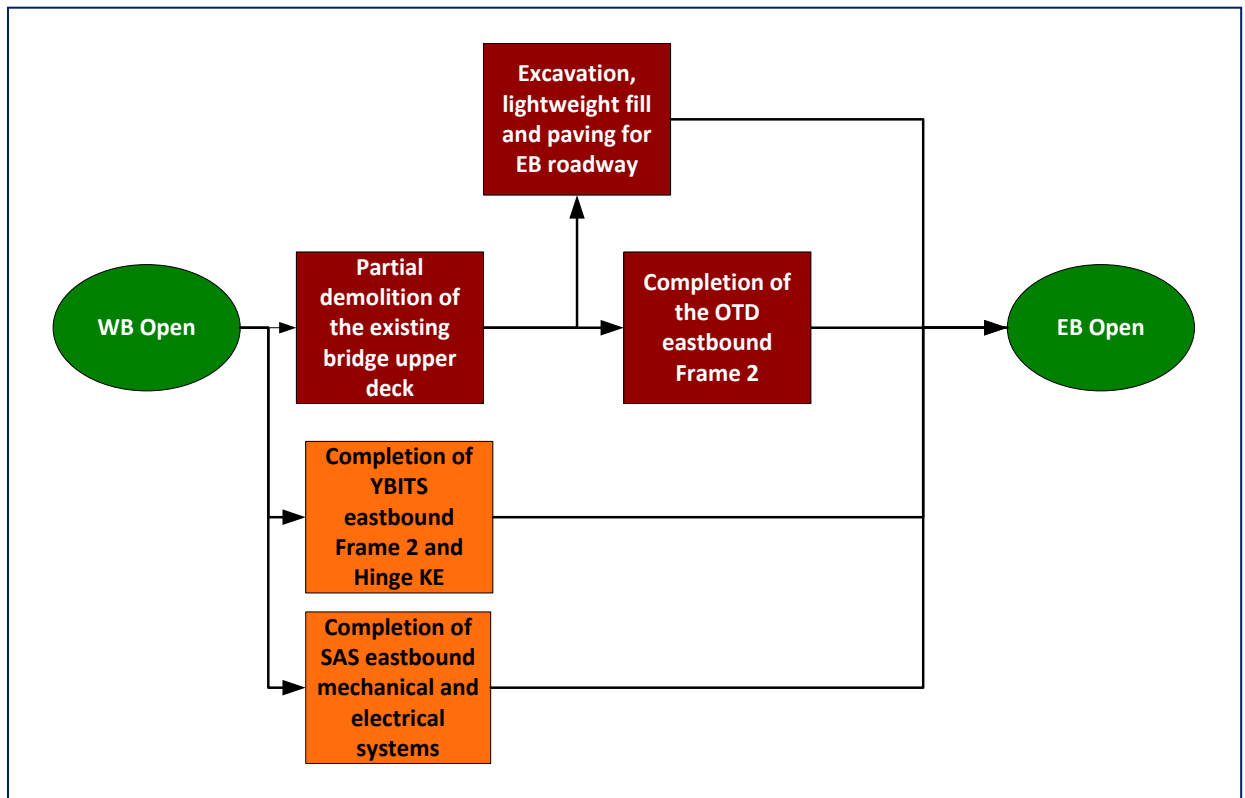 Excavation,
lightweight fill
and paving for
EB roadway
WB Open
Partial
demolition of
the existing
bridge upper
deck
Completion of
the OTD
eastbound
Frame 2
EB Open
Completion of
YBITS
eastbound
Frame 2 and
Hinge KE
Completion of
SAS eastbound
mechanical and
electrical
systems